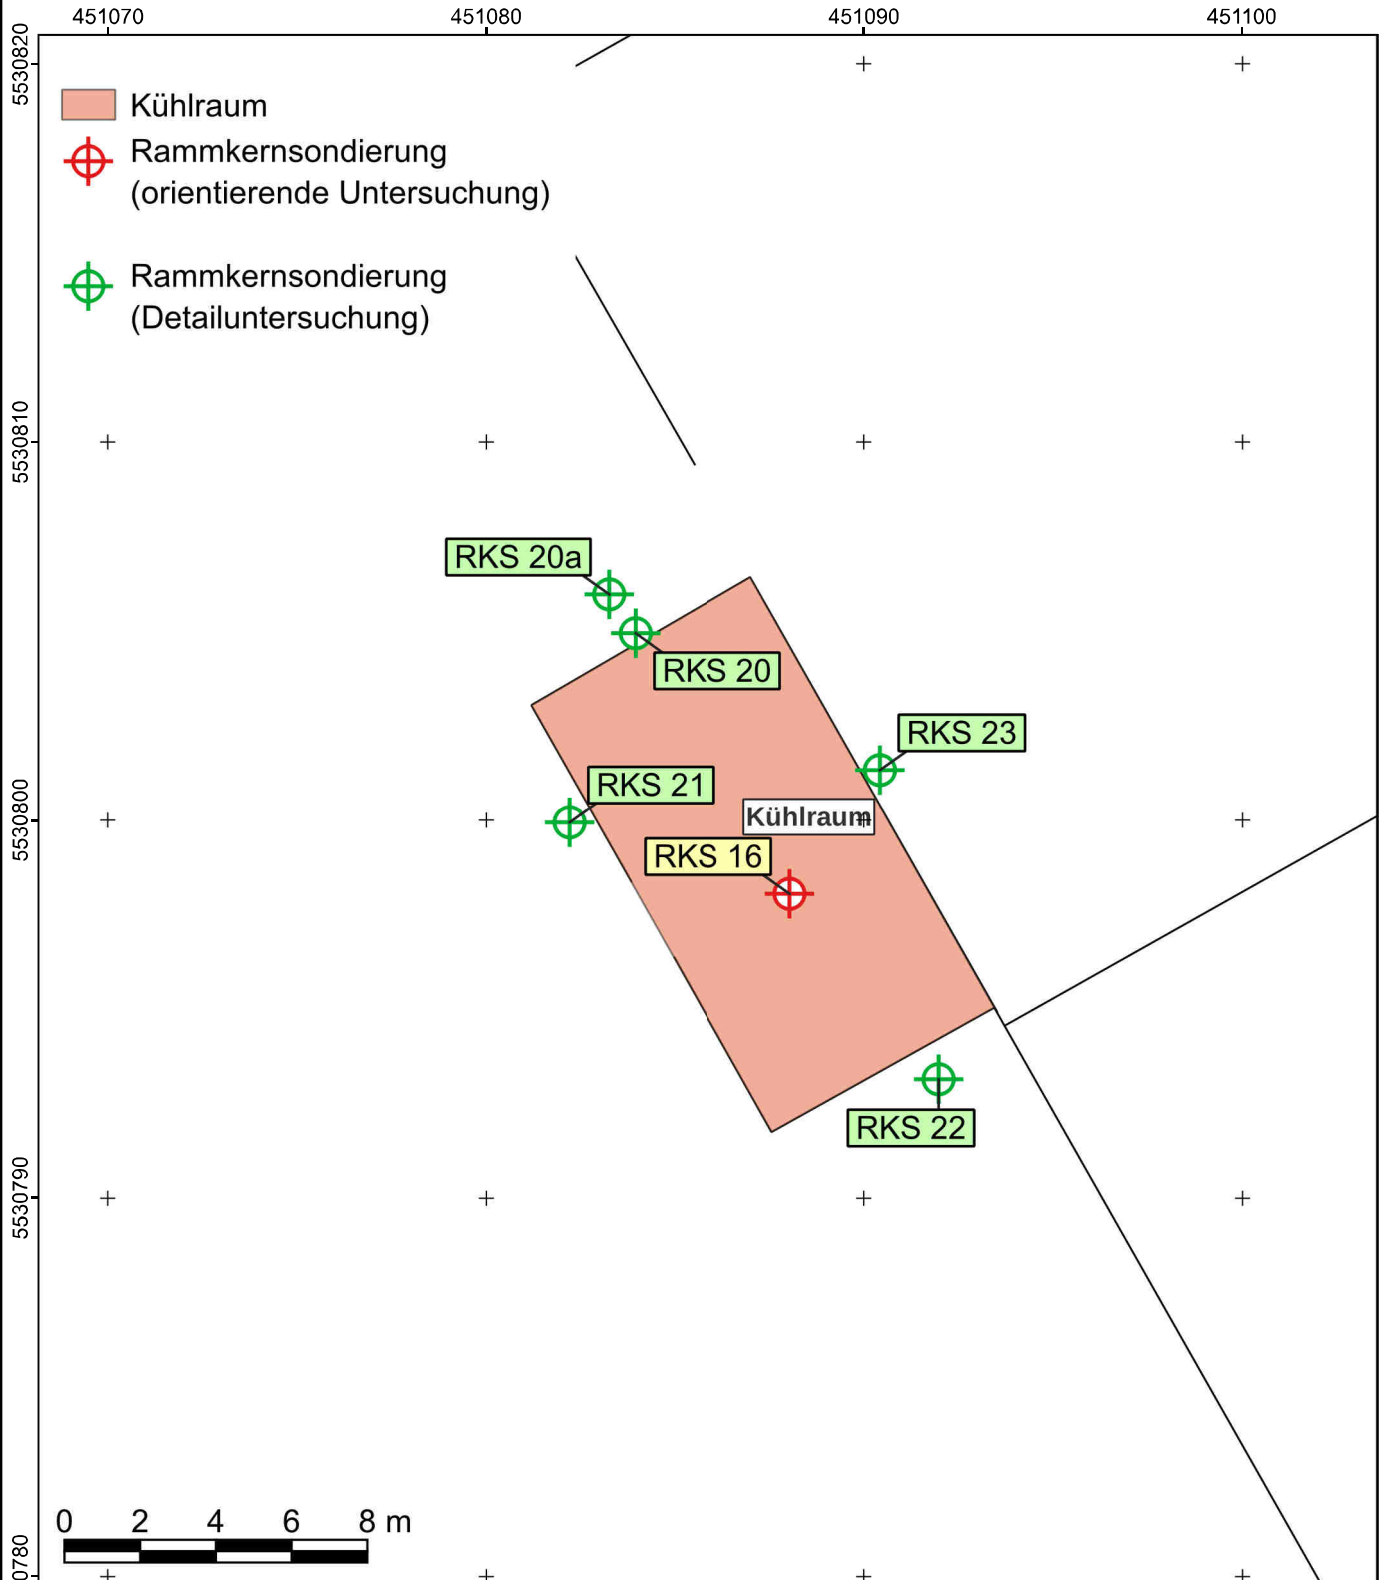 451070 451080 451090 451100
5530820
Kühlraum
Rammkernsondierung
(orientierende Untersuchung)
Rammkernsondierung
(Detailuntersuchung)
5530810
RKS 20a
RKS 20
RKS 23
RKS 21
5530800
Kühlraum
RKS 16
RKS 22
5530790
0 2 4 6 8 m
0780